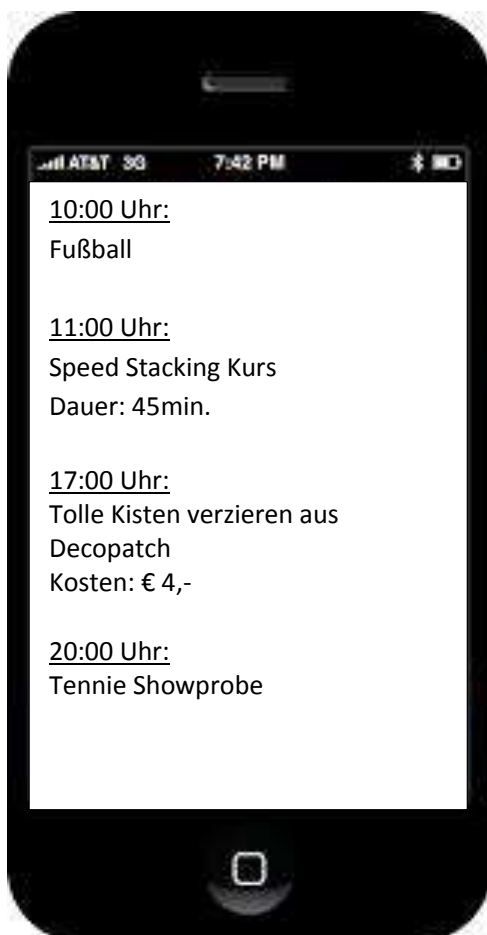 AT&T 3G 7:42 PM
10:00 Uhr:
Fußball
11:00 Uhr:
Speed Stacking Kurs
Dauer: 45min.
17:00 Uhr:
Tolle Kisten verzieren aus
Decopatch
Kosten: € 4,-
20:00 Uhr:
Tennie Showprobe